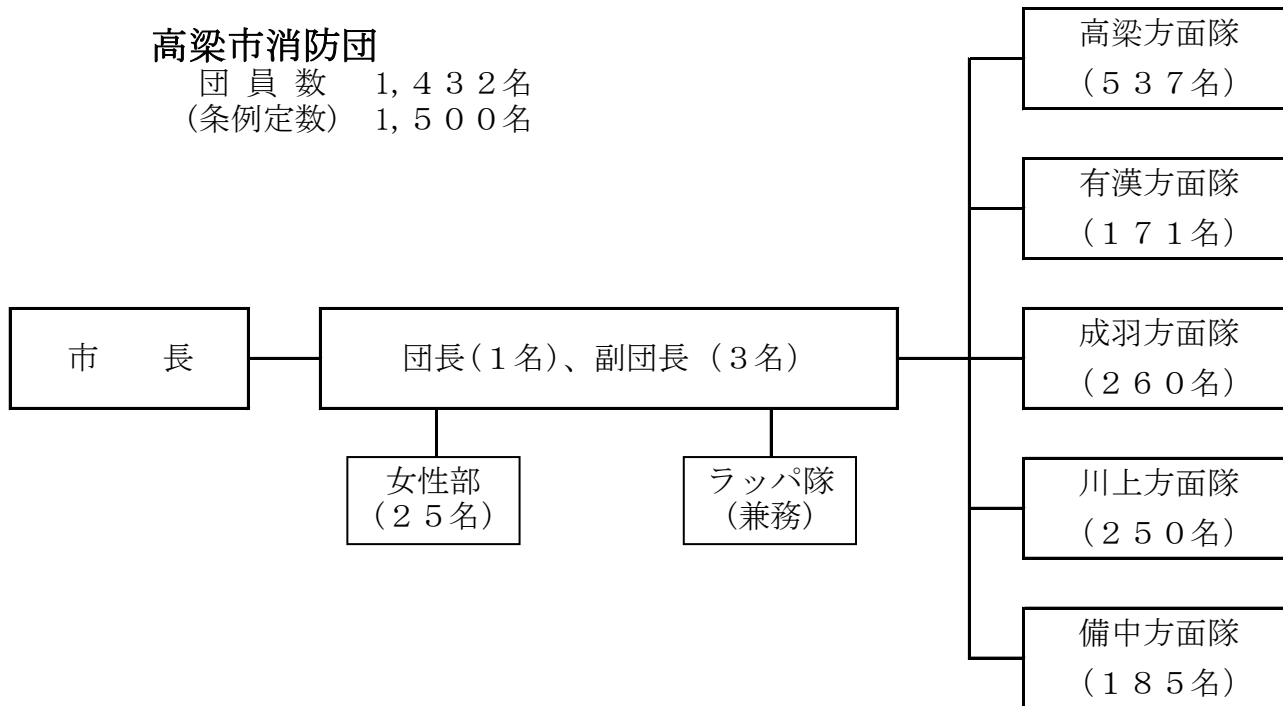 高梁市消防団
団 員 数　１,４３２名
(条例定数)　１,５００名
高梁方面隊
(５３７名)
有漢方面隊
(１７１名)
市　　長
団長(１名)、副団長 (３名)
成羽方面隊
(２６０名)
女性部
(２５名)
ラッパ隊
(兼務)
川上方面隊
(２５０名)
備中方面隊
(１８５名)